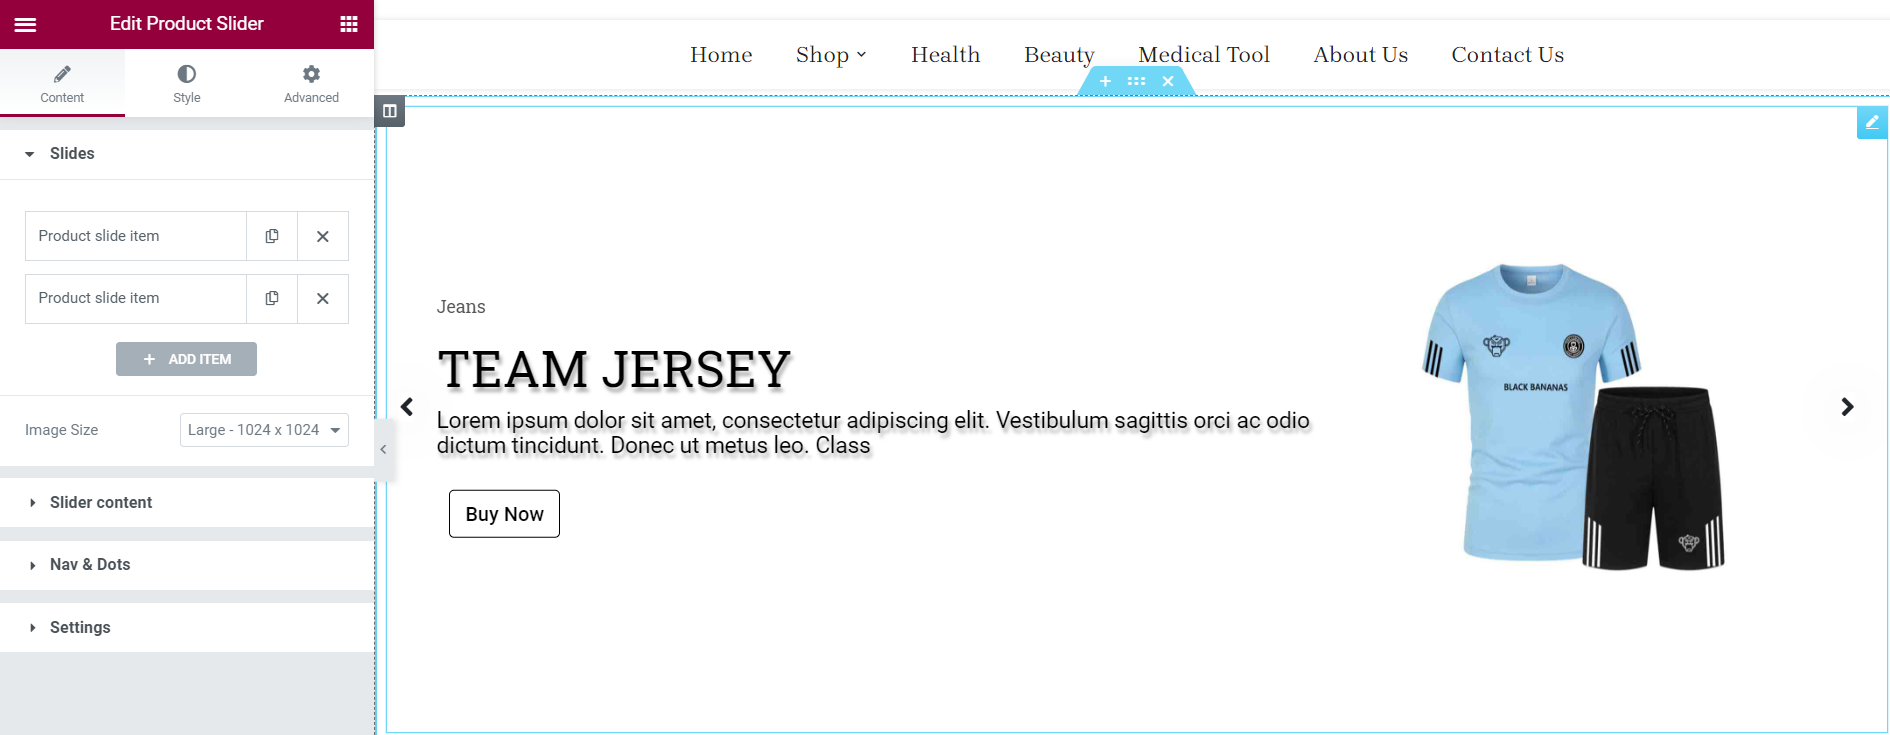 Edit Product Slider
Content
Style
Advanced
Slides
Product slide item
Product slide item
ADD ITEM
Image Size
Large - 1024 x 1024
Slider content
Nav & Dots
Settings
Home Shop Health Beauty Medical Tool About Us Contact Us
Jeans
TEAM JERSEY
Lorem ipsum dolor sit amet, consectetur adipiscing elit. Vestibulum sagittis orci ac odio
dictum tincidunt. Donec ut metus leo. Class
Buy Now
BLACK BANANAS